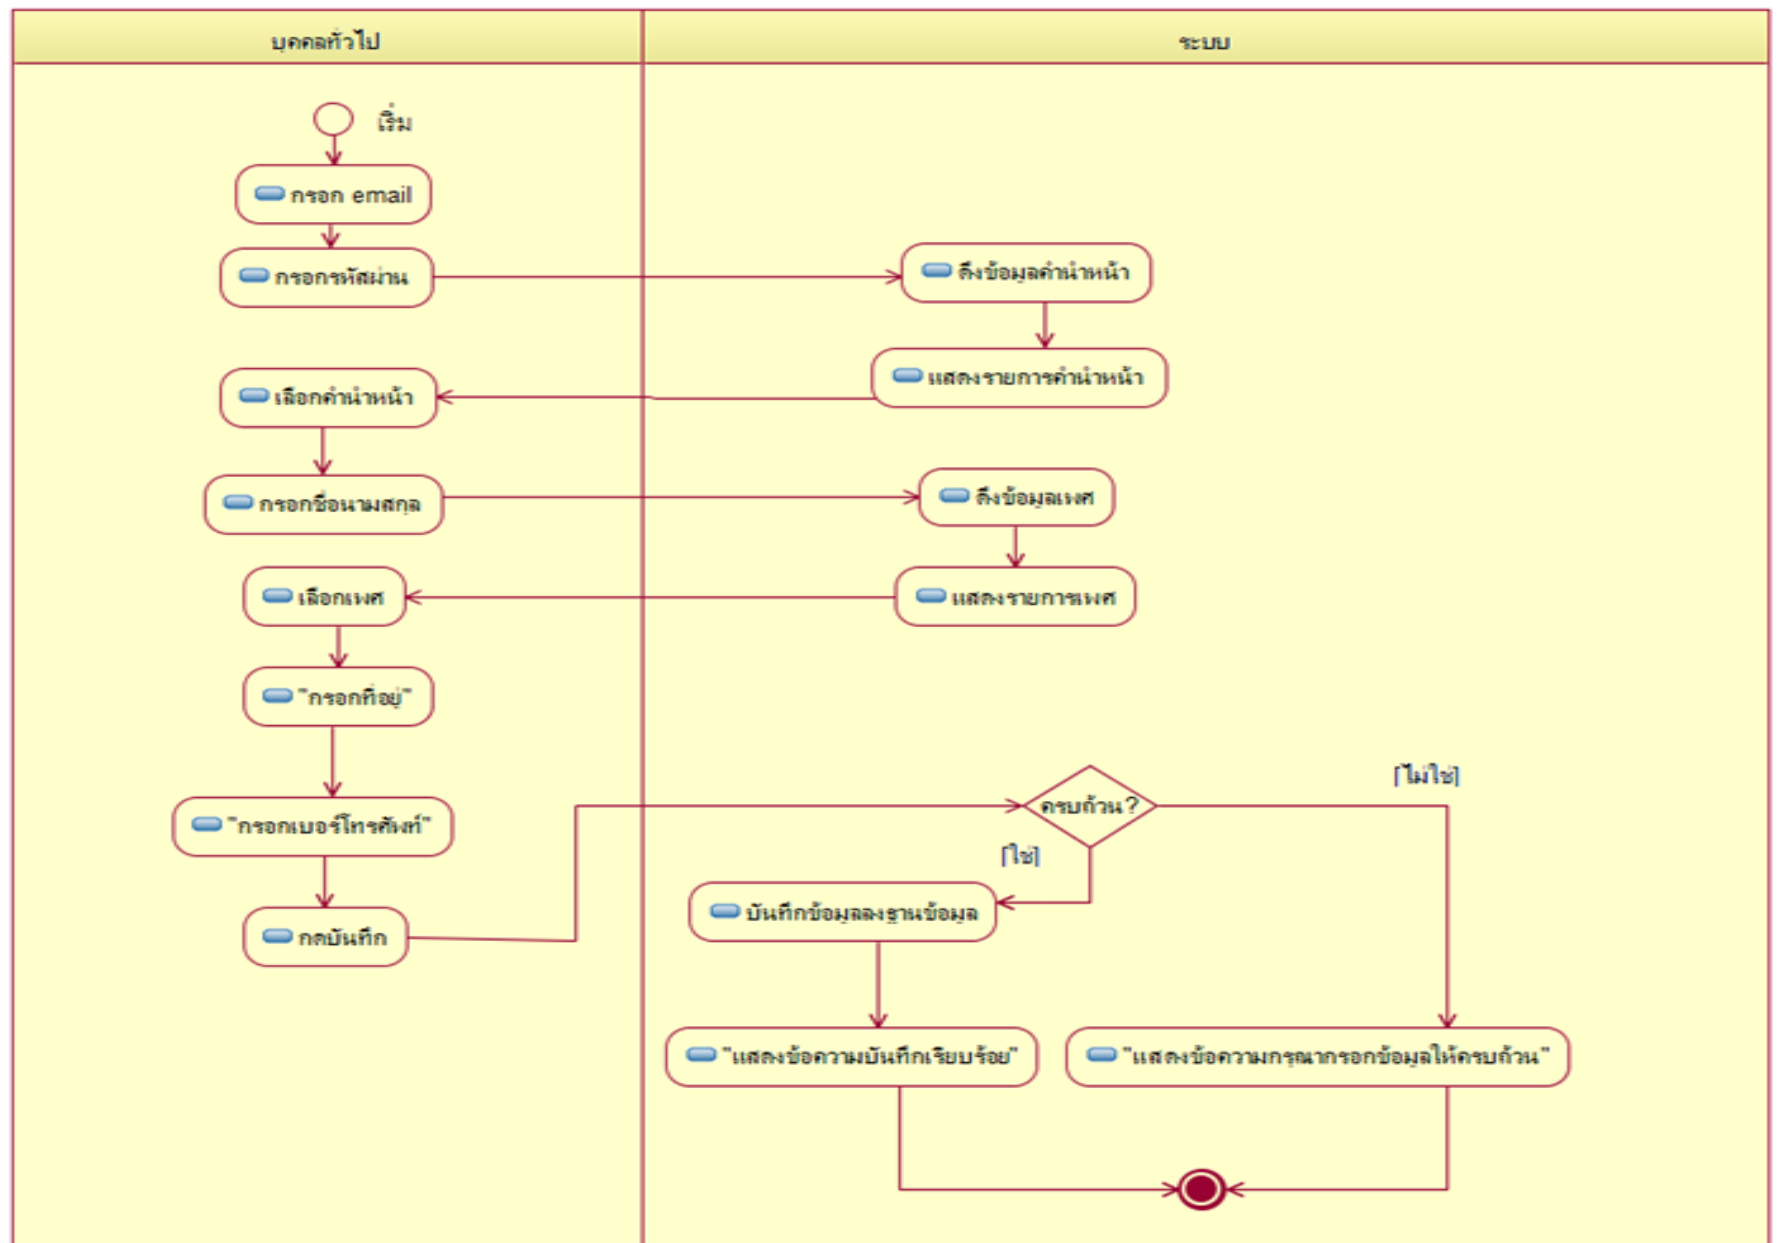 บุคคลทั่วไป
ระบบ
เริ่ม
กรอก email
กรอกรหัสผ่าน
ดึงข้อมูลคำนำหน้า
แสดงรายการคำนำหน้า
เลือกคำนำหน้า
กรอกชื่อนามสกุล
ดึงข้อมูลเพศ
เลือกเพศ
แสดงรายการเพศ
"กรอกที่อยู่"
[ไม่ใช่]
ครบถ้วน?
"กรอกเบอร์โทรศัพท์"
[ใช่]
บันทึกข้อมูลลงฐานข้อมูล
กดบันทึก
"แสดงข้อความบันทึกเรียบร้อย"
"แสดงข้อความกรุณากรอกข้อมูลให้ครบถ้วน"